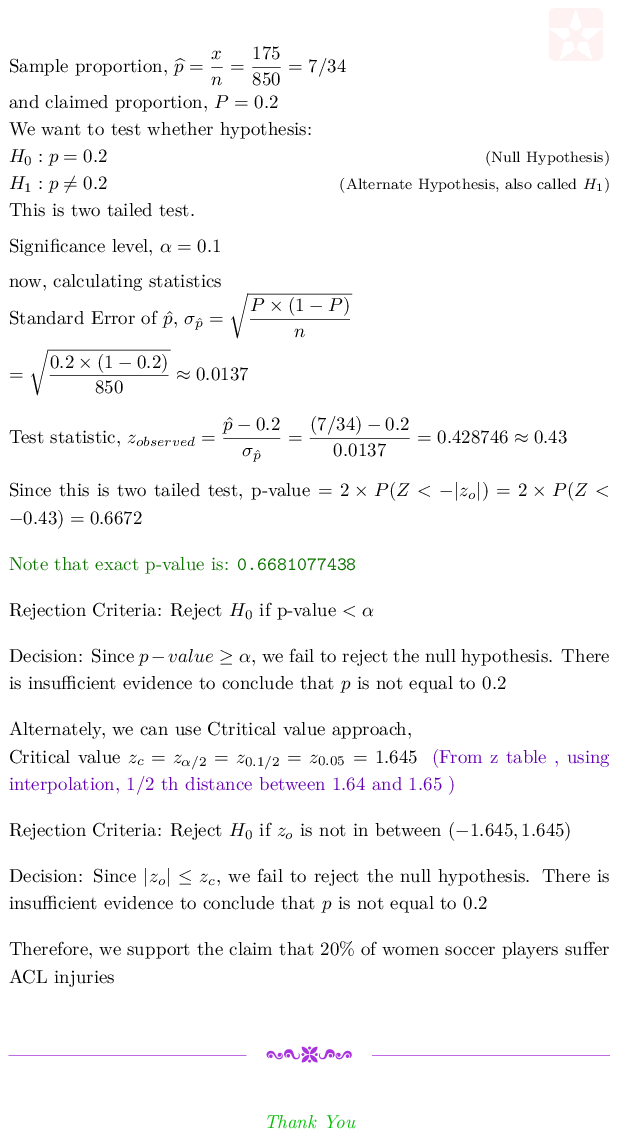 Sample proportion, $\widehat{p} = \dfrac{x}{n} = \dfrac{175}{850} = 7/34$
and claimed proportion, $P = 0.2$
We want to test whether hypothesis:
$H_0 : p = 0.2$ (Null Hypothesis)
$H_1 : p \neq 0.2$ (Alternate Hypothesis, also called $H_1$)
This is two tailed test.
Significance level, $\alpha = 0.1$
now, calculating statistics
Standard Error of $\hat{p}$, $\sigma_{\hat{p}} = \sqrt{\dfrac{P \times (1 - P)}{n}}$
$= \sqrt{\dfrac{0.2 \times (1 - 0.2)}{850}} \approx 0.0137$
Test statistic, $z_{observed} = \dfrac{\hat{p} - 0.2}{\sigma_{\hat{p}}} = \dfrac{(7/34) - 0.2}{0.0137} = 0.428746 \approx 0.43$
Since this is two tailed test, p-value $= 2 \times P(Z < -|z_o|) = 2 \times P(Z <$
$-0.43) = 0.6672$
Note that exact p-value is: 0.6681077438
Rejection Criteria: Reject $H_0$ if p-value $< \alpha$
Decision: Since $p - value \geq \alpha$, we fail to reject the null hypothesis. There
is insufficient evidence to conclude that $p$ is not equal to 0.2
Alternately, we can use Ctritical value approach,
Critical value $z_c = z_{\alpha/2} = z_{0.1/2} = z_{0.05} = 1.645$ (From z table , using
interpolation, 1/2 th distance between 1.64 and 1.65 )
Rejection Criteria: Reject $H_0$ if $z_o$ is not in between $(-1.645, 1.645)$
Decision: Since $|z_o| \leq z_c$, we fail to reject the null hypothesis. There is
insufficient evidence to conclude that $p$ is not equal to 0.2
Therefore, we support the claim that 20% of women soccer players suffer
ACL injuries
Thank You